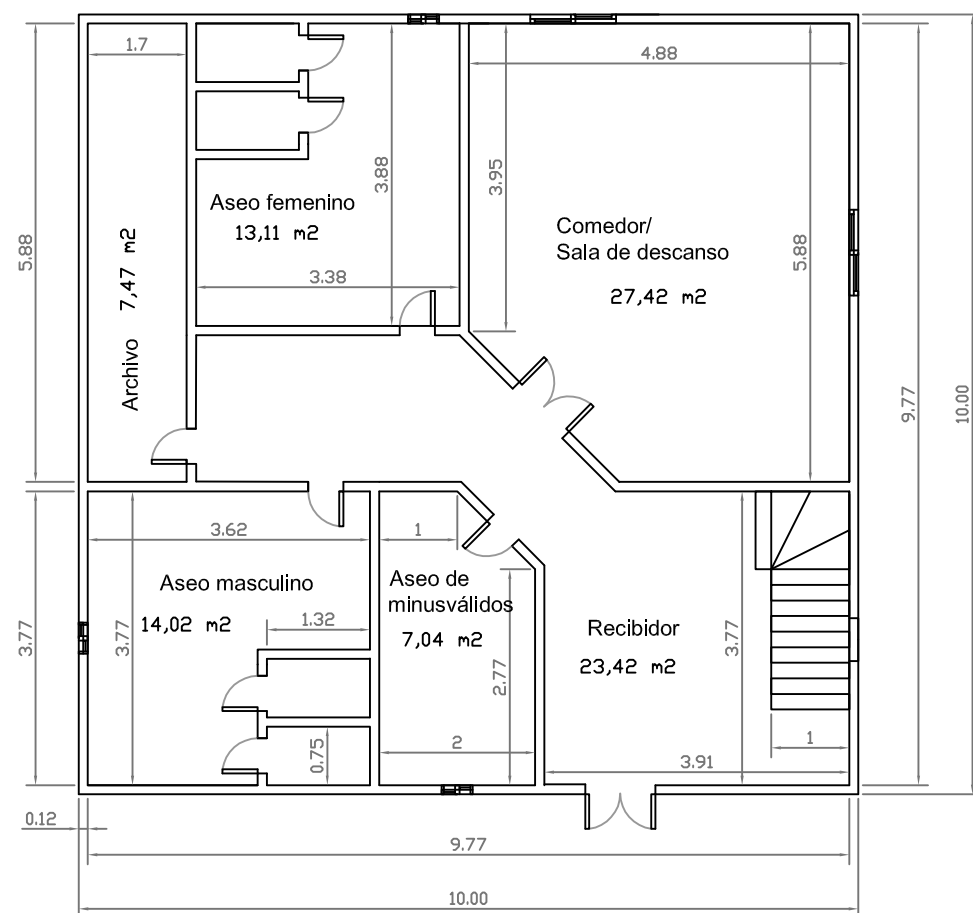 1.7
4.88
3.88
3.95
Aseo femenino
13,11 m2
Comedor/
Sala de descanso
27,42 m2
5.88
7,47 m2
Archivo
3.38
5.88
9.77
10.00
3.62
1
Aseo masculino
14,02 m2
1.32
Aseo de
minusválidos
7,04 m2
Recibidor
23,42 m2
3.77
3.77
2.77
3.77
0.75
2
3.91
1
0.12
9.77
10.00